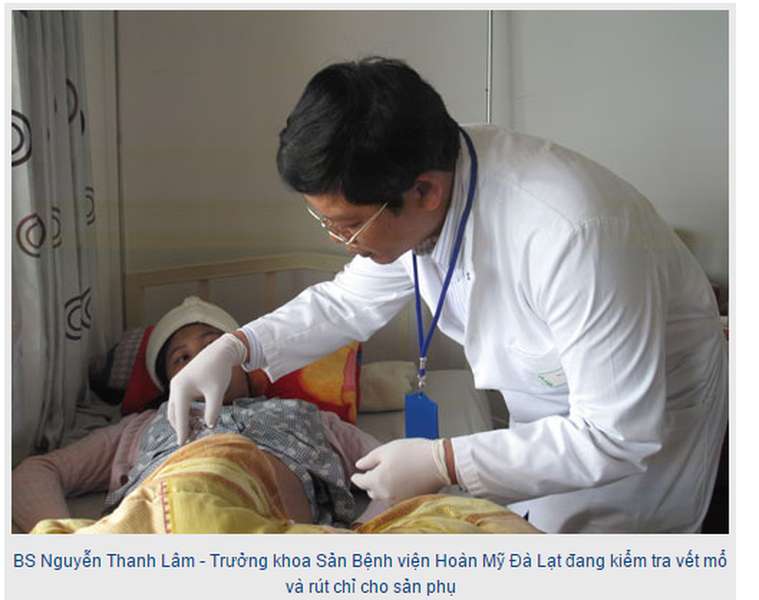 BS Nguyễn Thanh Lâm - Trưởng khoa Sản Bệnh viện Hoàn Mỹ Đà Lạt đang kiểm tra vết mổ
và rút chỉ cho sản phụ